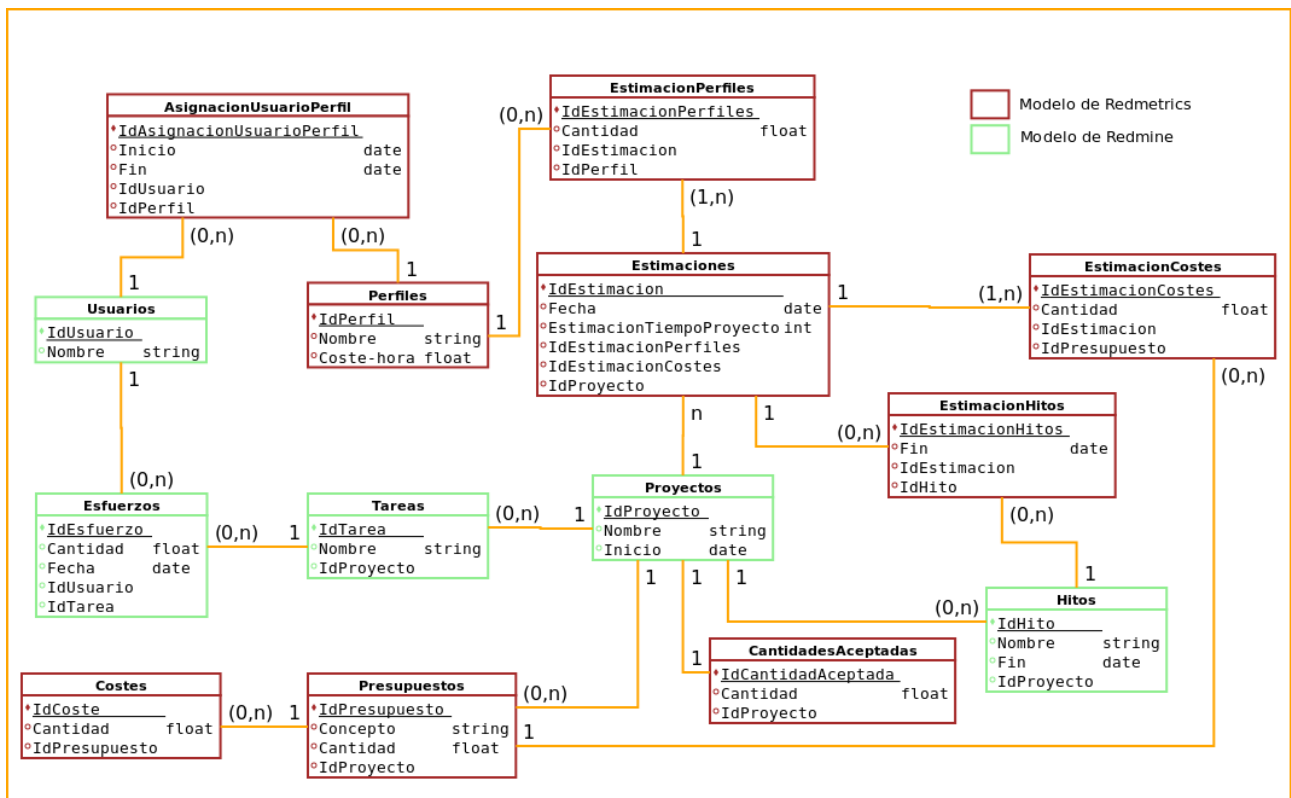 AsignacionUsuarioPerfil
IdAsignacionUsuarioPerfil
Inicio date
Fin date
IdUsuario
IdPerfil
(0,n)
(0,n)
1
1
EstimacionPerfiles
IdEstimacionPerfiles
Cantidad float
IdEstimacion
IdPerfil
(0,n)
(1,n)
1
Modelo de Redmetrics
Modelo de Redmine
Usuarios
IdUsuario
Nombre string
1
Perfiles
IdPerfil
Nombre string
Coste-hora float
1
Estimaciones
IdEstimacion
Fecha date
EstimacionTiempoProyecto int
IdEstimacionPerfiles
IdEstimacionCostes
IdProyecto
1
(1,n)
n
1
EstimacionCostes
IdEstimacionCostes
Cantidad float
IdEstimacion
IdPresupuesto
(0,n)
EstimacionHitos
IdEstimacionHitos
Fin date
IdEstimacion
IdHito
(0,n)
(0,n)
1
(0,n)
Esfuerzos
IdEsfuerzo
Cantidad float
Fecha date
IdUsuario
IdTarea
(0,n)
1
Tareas
IdTarea
Nombre string
IdProyecto
(0,n)
1
1
Proyectos
IdProyecto
Nombre string
Inicio date
1
1
1
(0,n)
Hitos
IdHito
Nombre string
Fin date
IdProyecto
CantidadesAceptadas
IdCantidadAceptada
Cantidad float
IdProyecto
1
Costes
IdCoste
Cantidad float
IdPresupuesto
(0,n)
1
Presupuestos
IdPresupuesto
Concepto string
Cantidad float
IdProyecto
(0,n)
1